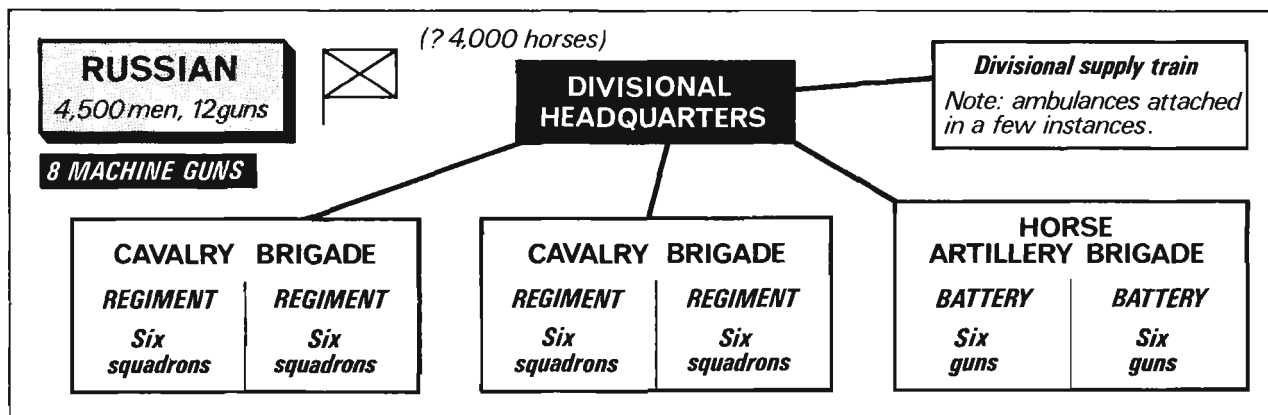 RUSSIAN
4,500 men, 12 guns
8 MACHINE GUNS
(? 4,000 horses)
DIVISIONAL
HEADQUARTERS
Divisional supply train
Note: ambulances attached
in a few instances.
CAVALRY BRIGADE
REGIMENT REGIMENT
Six Six
squadrons squadrons
CAVALRY BRIGADE
REGIMENT REGIMENT
Six Six
squadrons squadrons
HORSE
ARTILLERY BRIGADE
BATTERY BATTERY
Six Six
guns guns